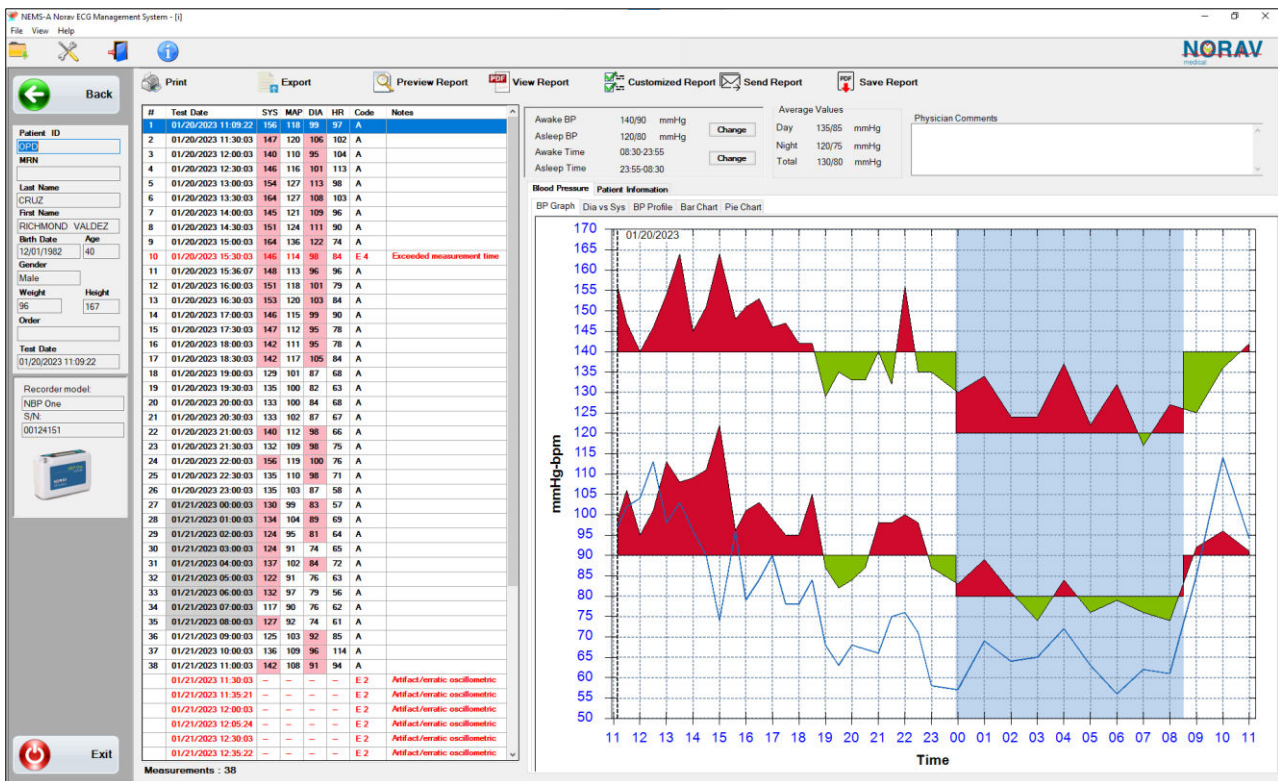 NEMS-A Norav ECG Management System - [i]
File View Help
NORAV
medical
Back
Patient ID
OPD
MRN
Last Name
CRUZ
First Name
RICHMOND VALDEZ
Birth Date Age
12/01/1982 40
Gender
Male
Weight Height
96 167
Order
Test Date
01/20/2023 11:09:22
Recorder model:
NBP One
S/N:
00124151
Exit
Print Export Preview Report View Report Customized Report Send Report Save Report
# Test Date SYS MAP DIA HR Code Notes
1 01/20/2023 11:09:22 156 118 99 97 A
2 01/20/2023 11:30:03 147 120 106 102 A
3 01/20/2023 12:00:03 140 110 95 104 A
4 01/20/2023 12:30:03 146 116 101 113 A
5 01/20/2023 13:00:03 154 127 113 98 A
6 01/20/2023 13:30:03 164 127 108 103 A
7 01/20/2023 14:00:03 145 121 109 96 A
8 01/20/2023 14:30:03 151 124 111 90 A
9 01/20/2023 15:00:03 164 136 122 74 A
10 01/20/2023 15:30:03 146 114 98 84 E 4 Exceeded measurement time
11 01/20/2023 15:36:07 148 113 96 96 A
12 01/20/2023 16:00:03 151 118 101 79 A
13 01/20/2023 16:30:03 153 120 103 84 A
14 01/20/2023 17:00:03 146 115 99 90 A
15 01/20/2023 17:30:03 147 112 95 78 A
16 01/20/2023 18:00:03 142 111 95 78 A
17 01/20/2023 18:30:03 142 117 105 84 A
18 01/20/2023 19:00:03 129 101 87 68 A
19 01/20/2023 19:30:03 135 100 82 63 A
20 01/20/2023 20:00:03 133 100 84 68 A
21 01/20/2023 20:30:03 133 102 87 67 A
22 01/20/2023 21:00:03 140 112 98 66 A
23 01/20/2023 21:30:03 132 109 98 75 A
24 01/20/2023 22:00:03 156 119 100 76 A
25 01/20/2023 22:30:03 135 110 98 71 A
26 01/20/2023 23:00:03 135 103 87 58 A
27 01/21/2023 00:00:03 130 99 83 57 A
28 01/21/2023 01:00:03 134 104 89 69 A
29 01/21/2023 02:00:03 124 95 81 64 A
30 01/21/2023 03:00:03 124 91 74 65 A
31 01/21/2023 04:00:03 137 102 84 72 A
32 01/21/2023 05:00:03 122 91 76 63 A
33 01/21/2023 06:00:03 132 97 79 56 A
34 01/21/2023 07:00:03 117 90 76 62 A
35 01/21/2023 08:00:03 127 92 74 61 A
36 01/21/2023 09:00:03 125 103 92 85 A
37 01/21/2023 10:00:03 136 109 96 114 A
38 01/21/2023 11:00:03 142 108 91 94 A
01/21/2023 11:30:03 – – – – E 2 Artifact/erratic oscillometric
01/21/2023 11:35:21 – – – – E 2 Artifact/erratic oscillometric
01/21/2023 12:00:03 – – – – E 2 Artifact/erratic oscillometric
01/21/2023 12:05:24 – – – – E 2 Artifact/erratic oscillometric
01/21/2023 12:30:03 – – – – E 2 Artifact/erratic oscillometric
01/21/2023 12:35:22 – – – – E 2 Artifact/erratic oscillometric
Measurements : 38
Awake BP 140/90 mmHg
Asleep BP 120/80 mmHg
Change
Awake Time 08:30-23:55
Asleep Time 23:55-08:30
Change
Average Values
Day 135/85 mmHg
Night 120/75 mmHg
Total 130/80 mmHg
Physician Comments
Blood Pressure Patient Information
BP Graph Dia vs Sys BP Profile Bar Chart Pie Chart
01/20/2023
170
165
160
155
150
145
140
135
130
125
120
115
110
105
100
95
90
85
80
75
70
65
60
55
50
mmHg-bpm
11 12 13 14 15 16 17 18 19 20 21 22 23 00 01 02 03 04 05 06 07 08 09 10 11
Time